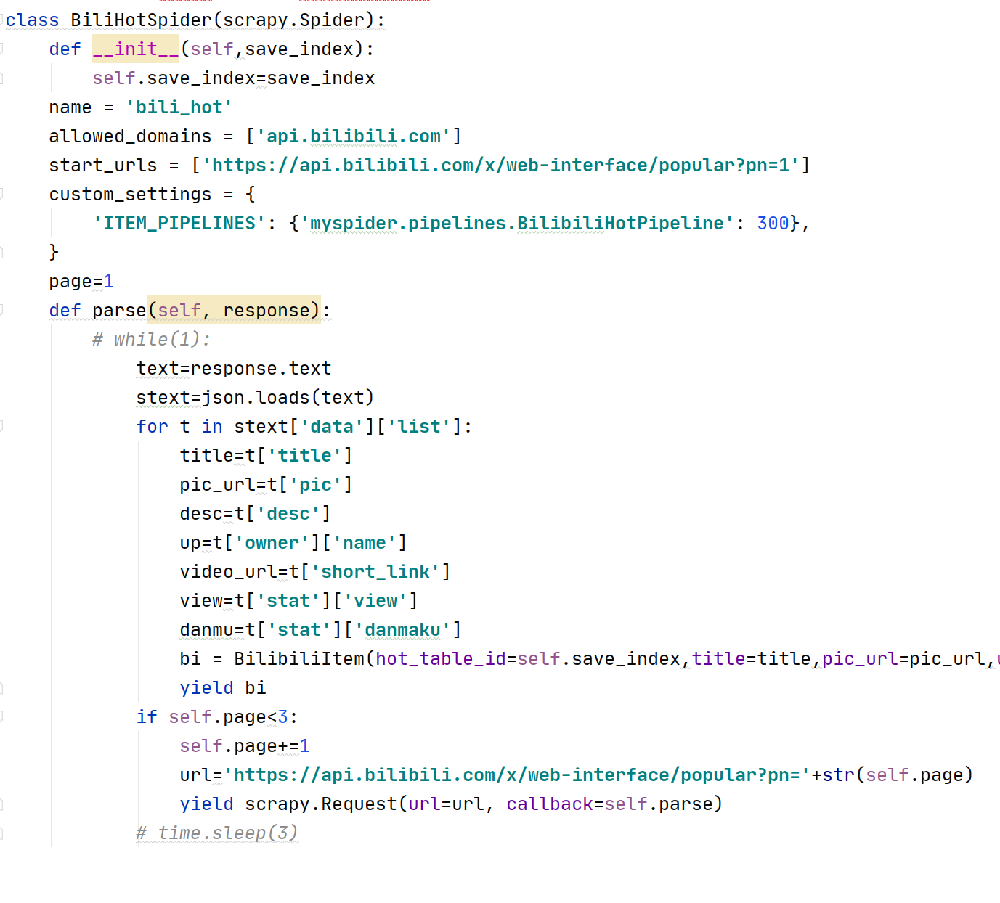 class BiliHotSpider(scrapy.Spider):
    def __init__(self,save_index):
        self.save_index=save_index
    name = 'bili_hot'
    allowed_domains = ['api.bilibili.com']
    start_urls = ['https://api.bilibili.com/x/web-interface/popular?pn=1']
    custom_settings = {
        'ITEM_PIPELINES': {'myspider.pipelines.BilibiliHotPipeline': 300},
    }
    page=1
    def parse(self, response):
        # while(1):
            text=response.text
            stext=json.loads(text)
            for t in stext['data']['list']:
                title=t['title']
                pic_url=t['pic']
                desc=t['desc']
                up=t['owner']['name']
                video_url=t['short_link']
                view=t['stat']['view']
                danmu=t['stat']['danmaku']
                bi = BilibiliItem(hot_table_id=self.save_index,title=title,pic_url=pic_url,
                yield bi
            if self.page<3:
                self.page+=1
                url='https://api.bilibili.com/x/web-interface/popular?pn='+str(self.page)
                yield scrapy.Request(url=url, callback=self.parse)
            # time.sleep(3)